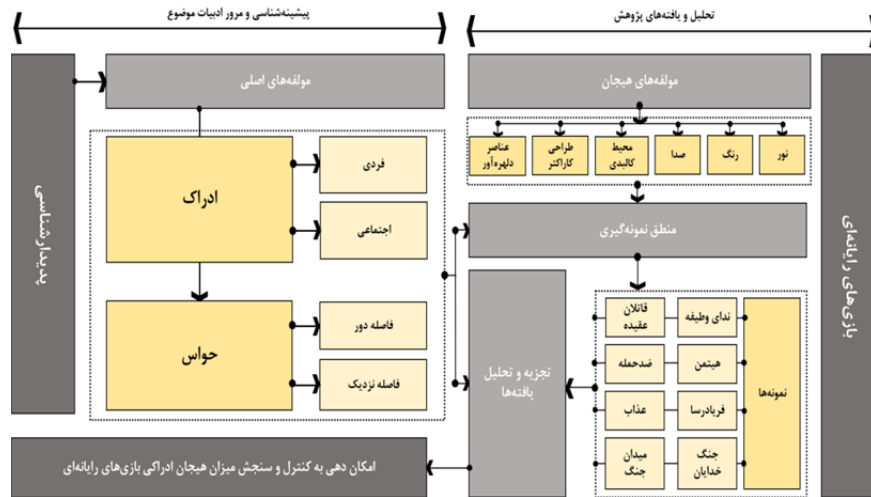 پیشینه‌شناسی و مرور ادبیات موضوع
تحلیل و یافته‌های پژوهش
بازی‌های رایانه‌ای
مولفه‌های هیجان
نور
رنگ
صدا
محیط
کالبدی
طراحی
کاراکتر
عناصر
دلهره‌آور
منطق نمونه‌گیری
نمونه‌ها
ندای وظیفه
قاتلان
عقیده
هیتمن
ضدحمله
فریادرسا
عذاب
جنگ
خدایان
میدان
جنگ
تجزیه و تحلیل
یافته‌ها
مولفه‌های اصلی
پدیدارشناسی
ادراک
فردی
اجتماعی
حواس
فاصله دور
فاصله نزدیک
امکان دهی به کنترل و سنجش میزان هیجان ادراکی بازی‌های رایانه‌ای